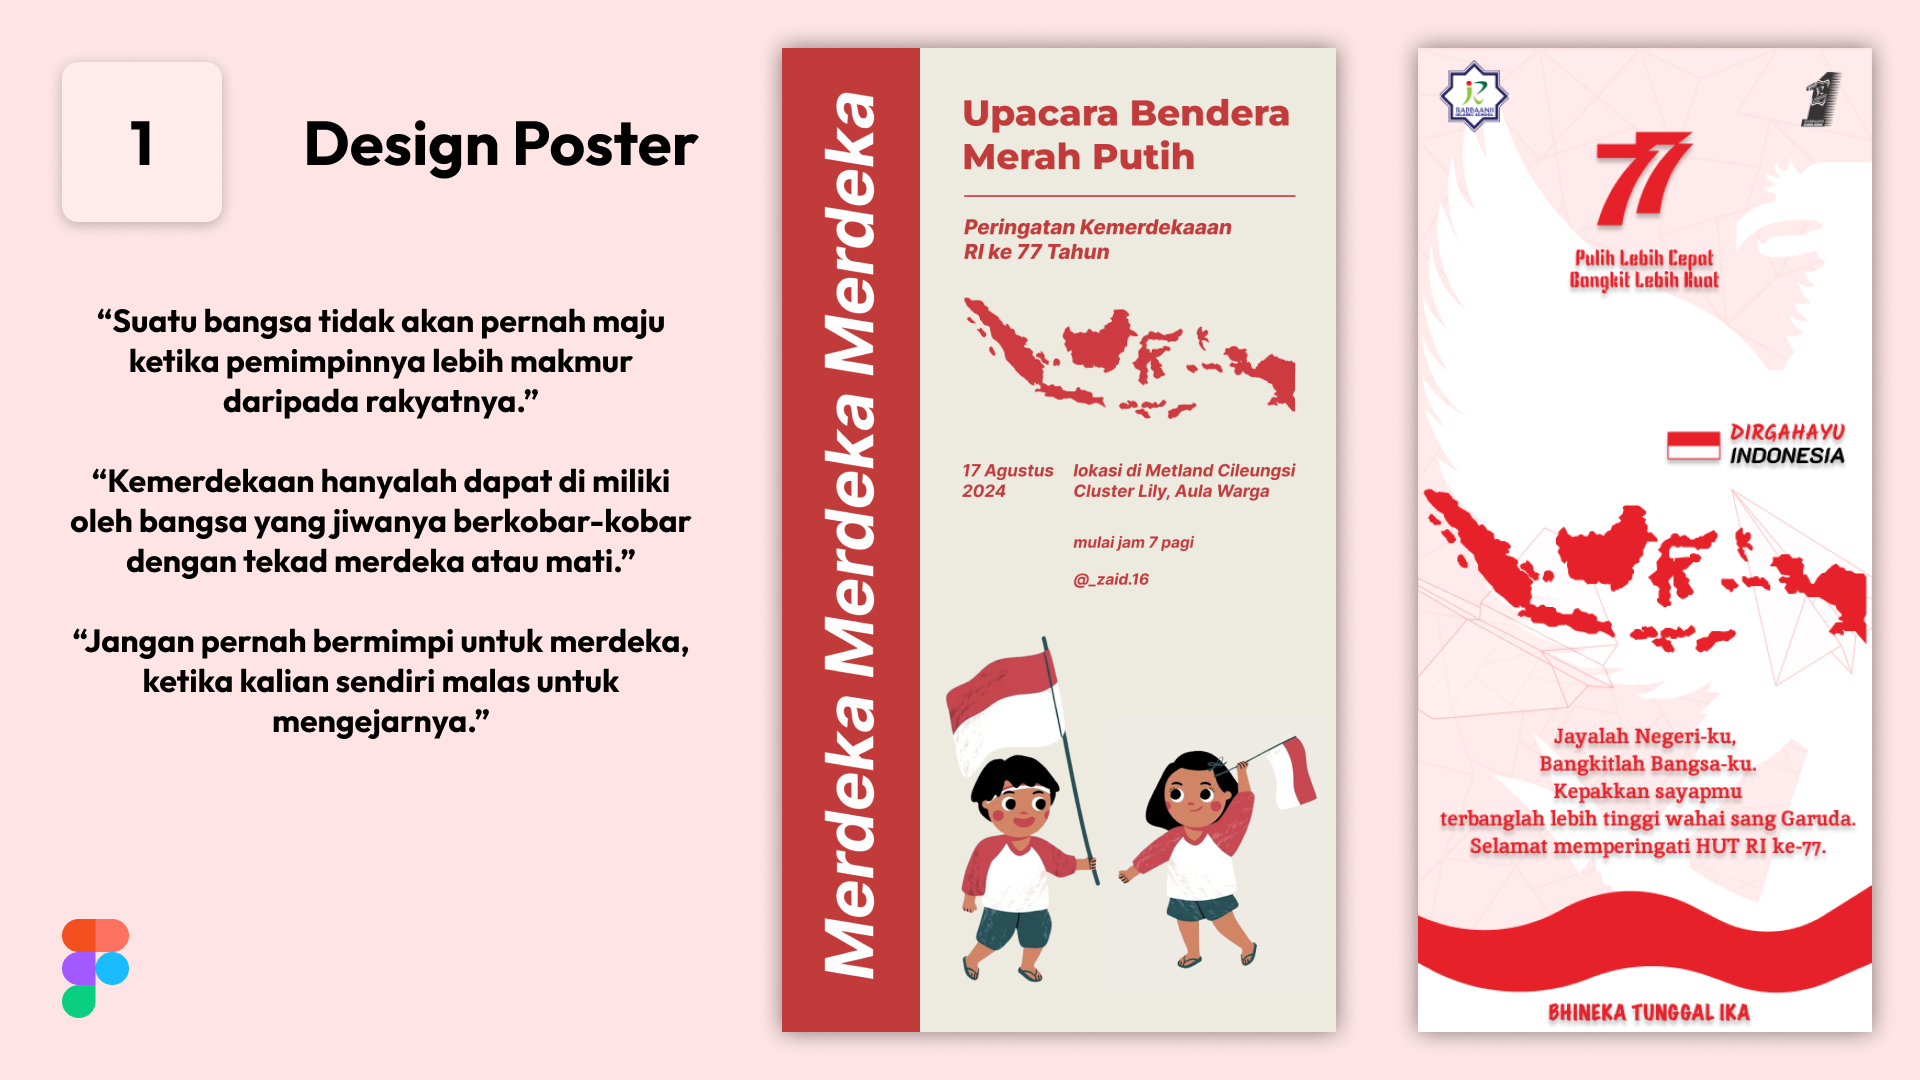 1
Design Poster
“Suatu bangsa tidak akan pernah maju
ketika pemimpinnya lebih makmur
daripada rakyatnya.”
“Kemerdekaan hanyalah dapat di miliki
oleh bangsa yang jiwanya berkobar-kobar
dengan tekad merdeka atau mati.”
“Jangan pernah bermimpi untuk merdeka,
ketika kalian sendiri malas untuk
mengejarnya.”
Merdeka Merdeka Merdeka Merdeka
Upacara Bendera
Merah Putih
Peringatan Kemerdekaaan
RI ke 77 Tahun
17 Agustus
2024
lokasi di Metland Cileungsi
Cluster Lily, Aula Warga
mulai jam 7 pagi
@_zaid.16
RABBAANII
ISLAMIC SCHOOL
1
77
Pulih Lebih Cepat
Bangkit Lebih Kuat
DIRGAHAYU
INDONESIA
Jayalah Negeri-ku,
Bangkitlah Bangsa-ku.
Kepakkan sayapmu
terbanglah lebih tinggi wahai sang Garuda.
Selamat memperingati HUT RI ke-77.
BHINEKA TUNGGAL IKA